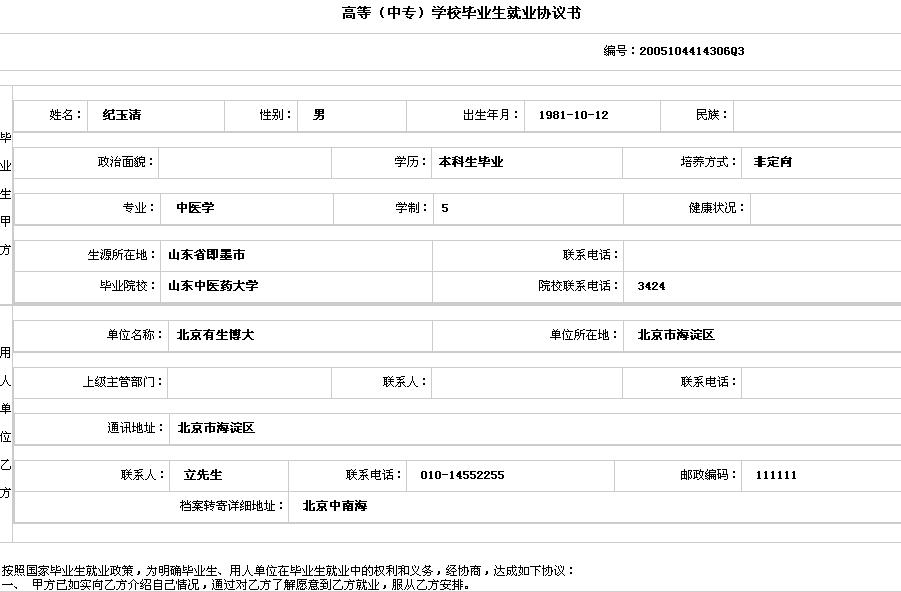 高等（中专）学校毕业生就业协议书
编号：2005104414306Q3
毕业生甲方
姓名： 纪玉清 性别： 男 出生年月： 1981-10-12 民族：
政治面貌： 学历： 本科生毕业 培养方式： 非定向
专业： 中医学 学制： 5 健康状况：
生源所在地： 山东省即墨市 联系电话：
毕业院校： 山东中医药大学 院校联系电话： 3424
用人单位乙方
单位名称： 北京有生博大 单位所在地： 北京市海淀区
上级主管部门： 联系人： 联系电话：
通讯地址： 北京市海淀区
联系人： 立先生 联系电话： 010-14552255 邮政编码： 111111
档案转寄详细地址： 北京中南海
按照国家毕业生就业政策，为明确毕业生、用人单位在毕业生就业中的权利和义务，经协商，达成如下协议：
一、 甲方已如实向乙方介绍自己情况，通过对乙方了解愿意到乙方就业，服从乙方安排。